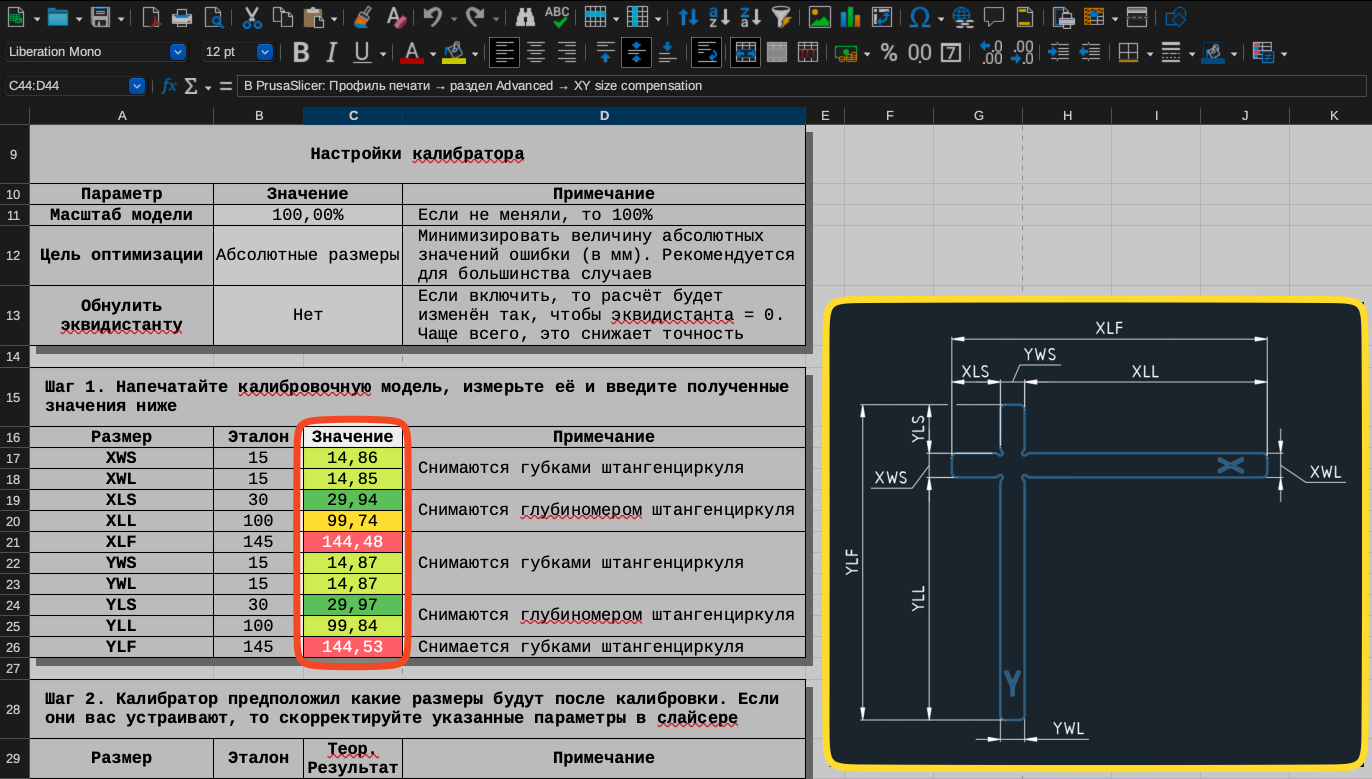 ABC
Liberation Mono 12 pt B I U A % 00 7 .00 .00
C44:D44 fx Σ = В PrusaSlicer: Профиль печати → раздел Advanced → XY size compensation
A B C D E F G H I J K
9 Настройки калибратора
10 Параметр Значение Примечание
11 Масштаб модели 100,00% Если не меняли, то 100%
12 Цель оптимизации Абсолютные размеры Минимизировать величину абсолютных
значений ошибки (в мм). Рекомендуется
для большинства случаев
13 Обнулить
эквидистанту Нет Если включить, то расчёт будет
изменён так, чтобы эквидистанта = 0.
Чаще всего, это снижает точность
14
15 Шаг 1. Напечатайте калибровочную модель, измерьте её и введите полученные
значения ниже
16 Размер Эталон Значение Примечание
17 XWS 15 14,86 Снимаются губками штангенциркуля
18 XWL 15 14,85
19 XLS 30 29,94 Снимаются глубиномером штангенциркуля
20 XLL 100 99,74
21 XLF 145 144,48
22 YWS 15 14,87 Снимаются губками штангенциркуля
23 YWL 15 14,87
24 YLS 30 29,97 Снимаются глубиномером штангенциркуля
25 YLL 100 99,84
26 YLF 145 144,53 Снимается губками штангенциркуля
27
28 Шаг 2. Калибратор предположил какие размеры будут после калибровки. Если
они вас устраивают, то скорректируйте указанные параметры в слайсере
29 Размер Эталон Теор.
Результат Примечание
XLF
YWS
XLS XLL
YLS
XWS X XWL
YLF
YLL
Y
YWL